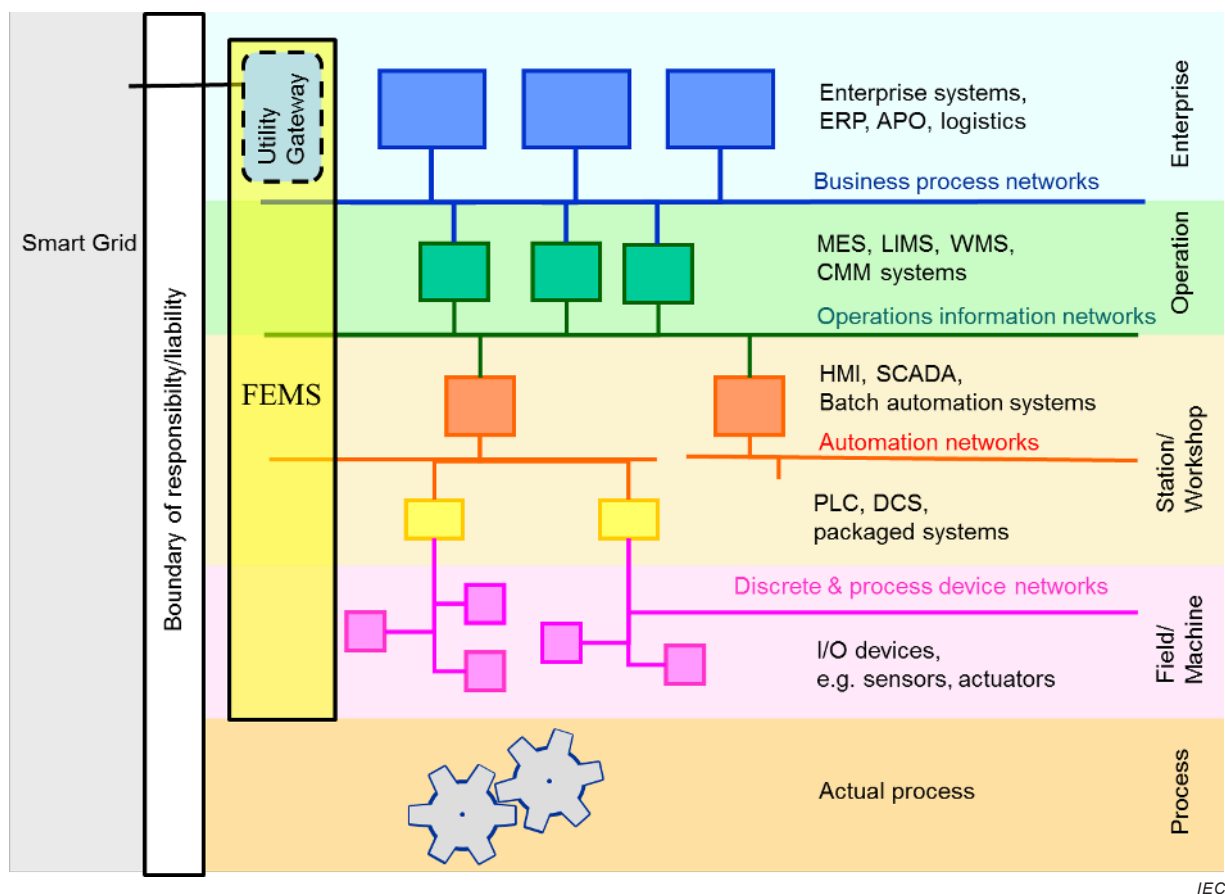 Smart Grid
Boundary of responsibilty/liability
Utility
Gateway
FEMS
Enterprise systems,
ERP, APO, logistics
Business process networks
Enterprise
MES, LIMS, WMS,
CMM systems
Operations information networks
Operation
HMI, SCADA,
Batch automation systems
Automation networks
PLC, DCS,
packaged systems
Station/
Workshop
Discrete & process device networks
I/O devices,
e.g. sensors, actuators
Field/
Machine
Actual process
Process
IEC